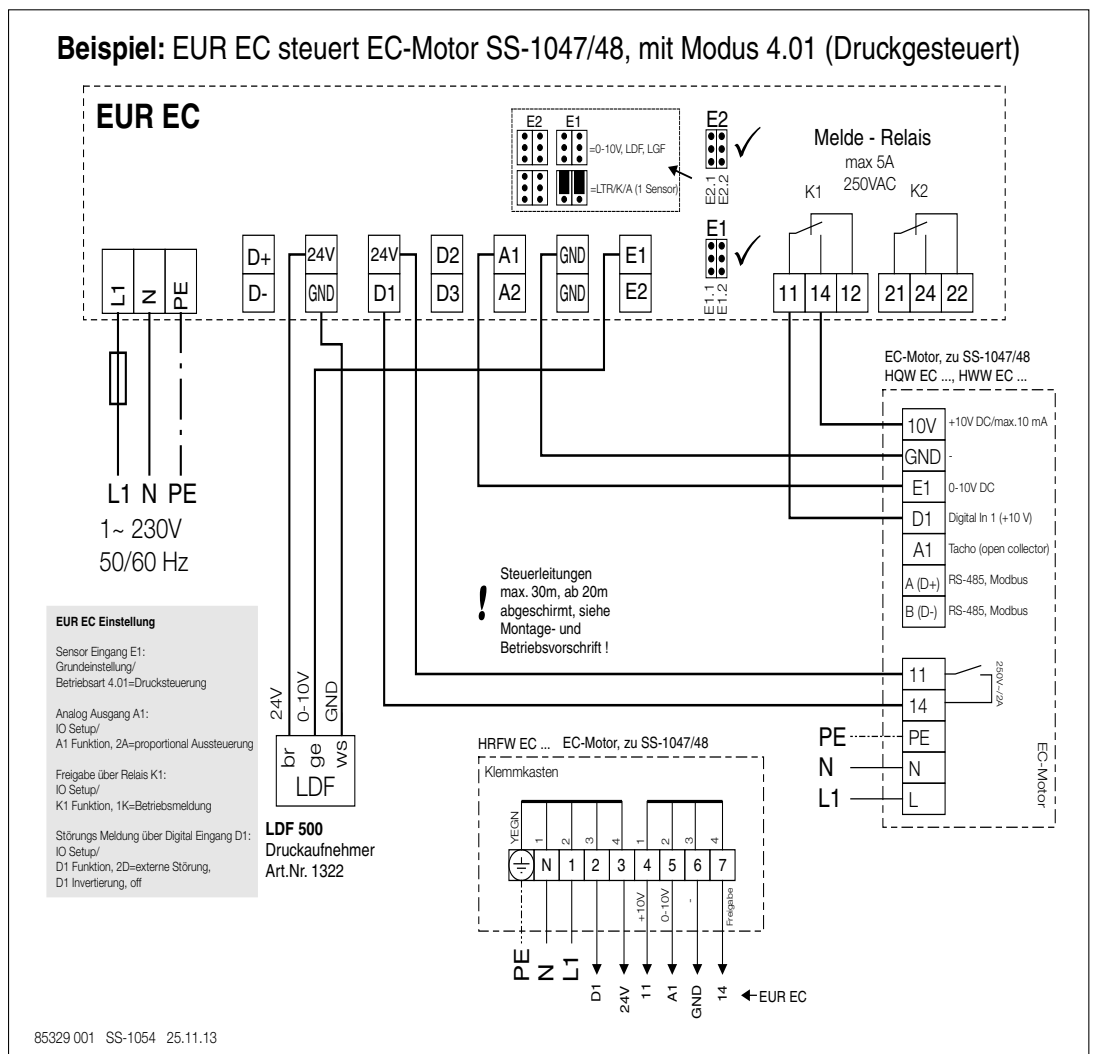 Beispiel: EUR EC steuert EC-Motor SS-1047/48, mit Modus 4.01 (Druckgesteuert)
EUR EC
E2 E1
=0-10V, LDF, LGF
=LTR/K/A (1 Sensor)
E2
E2.1
E2.2
E1
E1.1
E1.2
Melde - Relais
max 5A
250VAC
K1 K2
L1 N PE
D+ 24V 24V D2 A1 GND E1
D- GND D1 D3 A2 GND E2
11 14 12 21 24 22
L1 N PE
1~ 230V
50/60 Hz
EC-Motor, zu SS-1047/48
HQW EC ..., HWW EC ...
10V +10V DC/max.10 mA
GND -
E1 0-10V DC
D1 Digital In 1 (+10 V)
A1 Tacho (open collector)
A (D+) RS-485, Modbus
B (D-) RS-485, Modbus
11
14
250V~/2A
PE PE
N N
L1 L
EC-Motor
! Steuerleitungen
max. 30m, ab 20m
abgeschirmt, siehe
Montage- und
Betriebsvorschrift !
EUR EC Einstellung
Sensor Eingang E1:
Grundeinstellung/
Betriebsart 4.01=Drucksteuerung
Analog Ausgang A1:
IO Setup/
A1 Funktion, 2A=proportional Aussteuerung
Freigabe über Relais K1:
IO Setup/
K1 Funktion, 1K=Betriebsmeldung
Störungs Meldung über Digital Eingang D1:
IO Setup/
D1 Funktion, 2D=externe Störung,
D1 Invertierung, off
24V 0-10V GND
br ge ws
LDF
LDF 500
Druckaufnehmer
Art.Nr. 1322
HRFW EC ... EC-Motor, zu SS-1047/48
Klemmkasten
YEGN 1 2 3 4 1 2 3 4
N 1 2 3 4 5 6 7
+10V 0-10V - Freigabe
PE N L1 D1 24V 11 A1 GND 14 EUR EC
85329 001 SS-1054 25.11.13